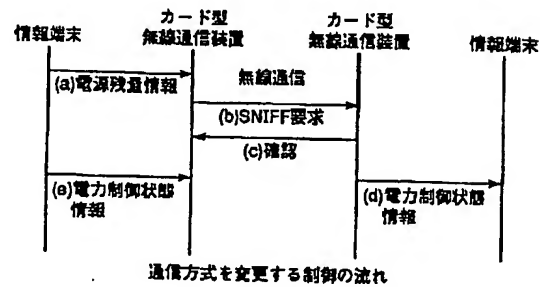 情報端末
カード型
無線通信装置
カード型
無線通信装置
情報端末
(a)電源残量情報
無線通信
(b)SNIFF要求
(c)確認
(e)電力制御状態
情報
(d)電力制御状態
情報
通信方式を変更する制御の流れ